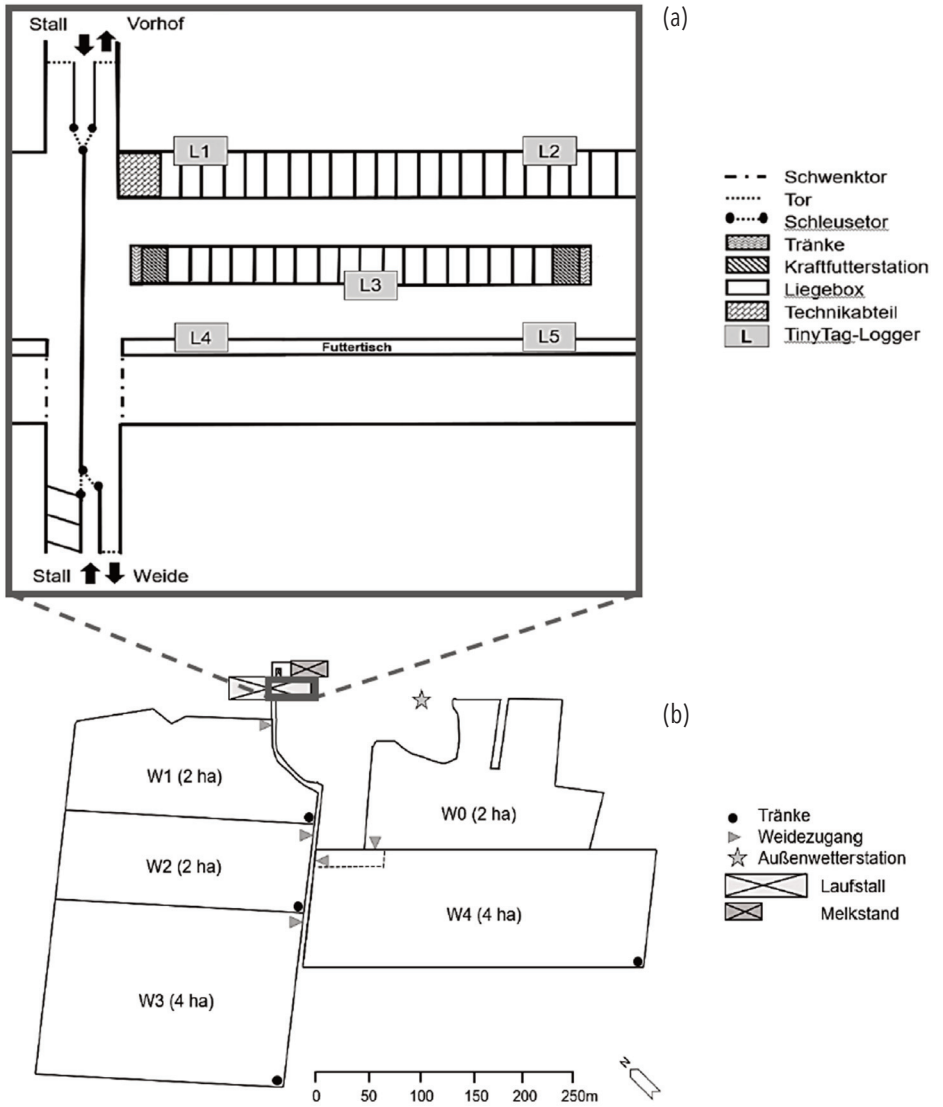 (a)
Stall Vorhof
L1 L2
L3
L4 L5
Futtertisch
Stall Weide
Schwenktor
Tor
Schleusetor
Tränke
Kraftfutterstation
Liegebox
Technikabteil
L TinyTag-Logger
(b)
W1 (2 ha)
W0 (2 ha)
W2 (2 ha)
W4 (4 ha)
W3 (4 ha)
Tränke
Weidezugang
Außenwetterstation
Laufstall
Melkstand
0 50 100 150 200 250m
N